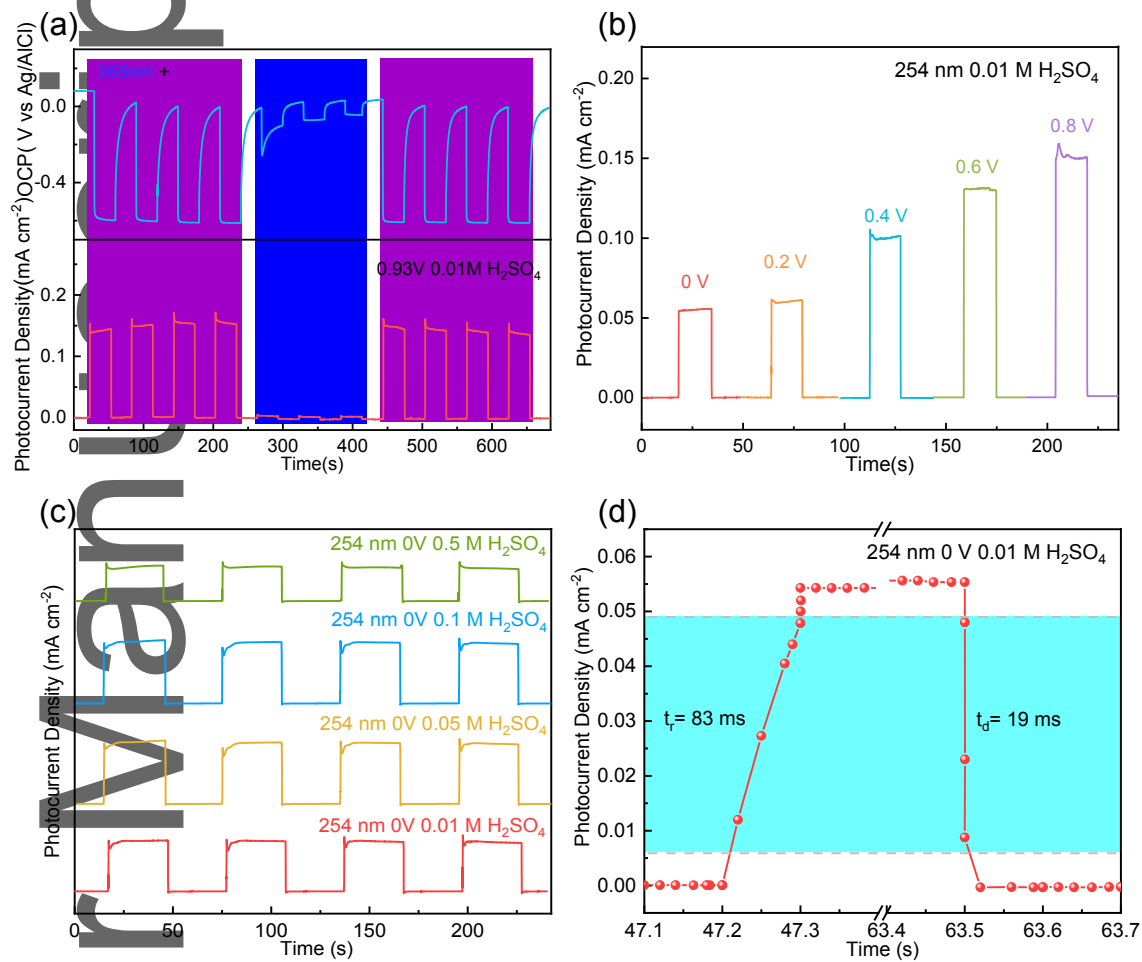 (a)
365nm +
OCP( V vs Ag/AlCl)
0.0
-0.4
0.93V 0.01M H₂SO₄
Photocurrent Density(mA cm⁻²)
0.2
0.1
0.0
0 100 200 300 400 500 600
Time(s)
(b)
254 nm 0.01 M H₂SO₄
Photocurrent Density (mA cm⁻²)
0.20
0.15
0.10
0.05
0.00
0 V
0.2 V
0.4 V
0.6 V
0.8 V
0 50 100 150 200
Time(s)
(c)
254 nm 0V 0.5 M H₂SO₄
254 nm 0V 0.1 M H₂SO₄
254 nm 0V 0.05 M H₂SO₄
254 nm 0V 0.01 M H₂SO₄
Photocurrent Density (mA cm⁻²)
0 50 100 150 200
Time (s)
(d)
254 nm 0 V 0.01 M H₂SO₄
Photocurrent Density (mA cm⁻²)
0.06
0.05
0.04
0.03
0.02
0.01
0.00
tᵣ= 83 ms
t_d= 19 ms
47.1 47.2 47.3 63.4 63.5 63.6 63.7
Time (s)
r Man